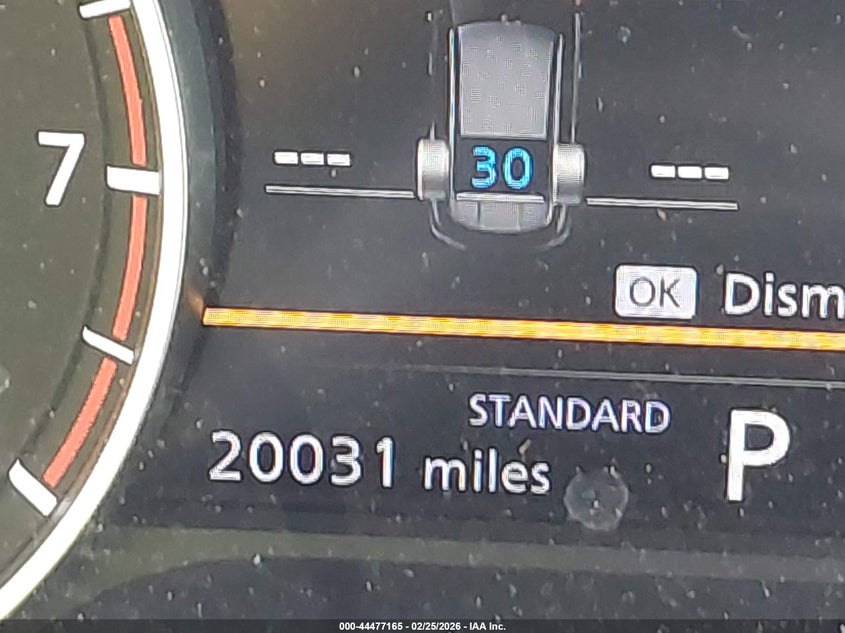 7
--- 30 ---
OK Dism
STANDARD
20031 miles P
000-44477165 - 02/25/2026 - IAA Inc.